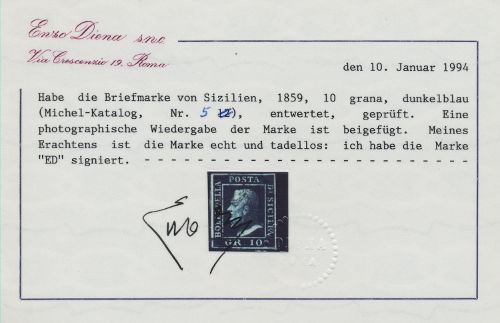 Enzo Diena s.n.c
Via Crescenzio 19. Roma
den 10. Januar 1994
Habe die Briefmarke von Sizilien, 1859, 10 grana, dunkelblau
(Michel-Katalog, Nr. 5 ), entwertet, geprüft. Eine
photographische Wiedergabe der Marke ist beigefügt. Meines
Erachtens ist die Marke echt und tadellos: ich habe die Marke
"ED" signiert. - - - - - - - - - - - - - - - - - - - - - - - -
POSTA
BOLLO DELLA
DI SICILIA
GR. 10